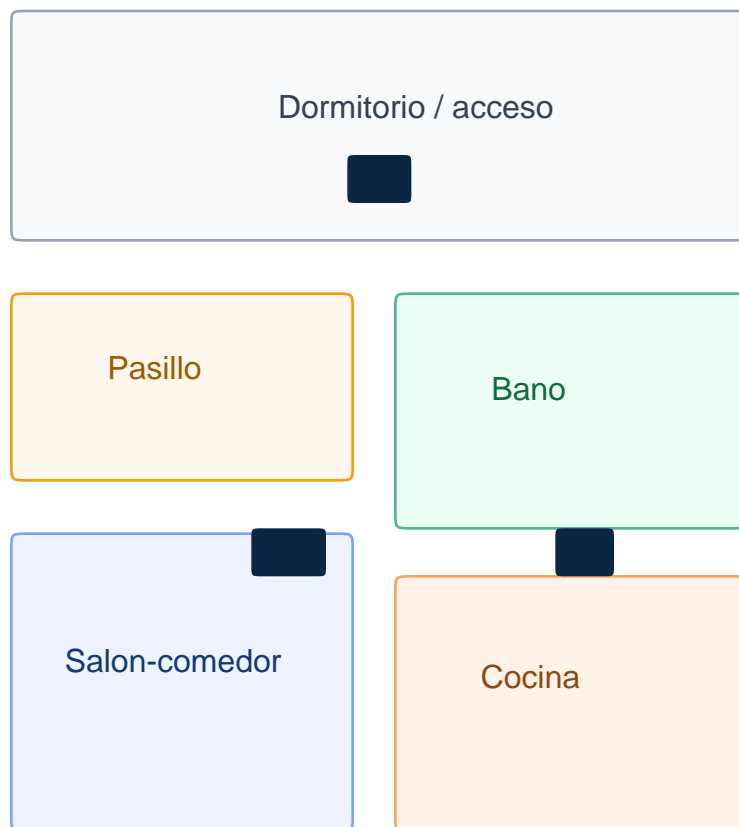 Dormitorio / acceso
Pasillo
Bano
Salon-comedor
Cocina